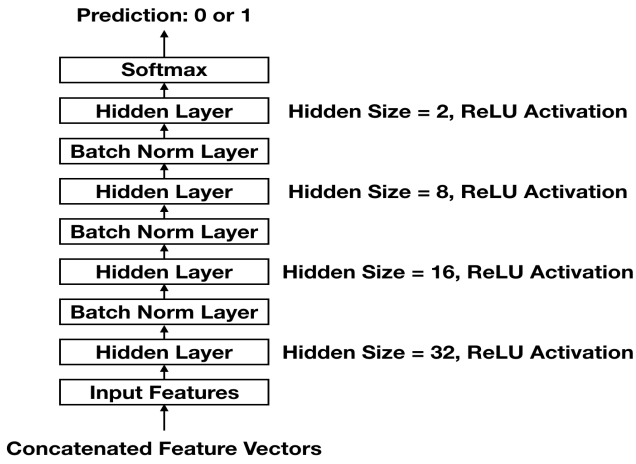 Prediction: 0 or 1
Softmax
Hidden Layer Hidden Size = 2, ReLU Activation
Batch Norm Layer
Hidden Layer Hidden Size = 8, ReLU Activation
Batch Norm Layer
Hidden Layer Hidden Size = 16, ReLU Activation
Batch Norm Layer
Hidden Layer Hidden Size = 32, ReLU Activation
Input Features
Concatenated Feature Vectors